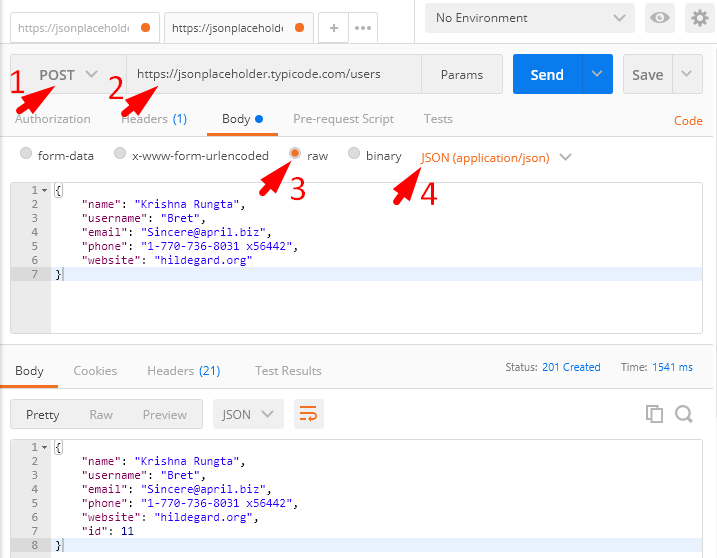 https://jsonplaceholde https://jsonplaceholde + ••• No Environment
1 POST 2 https://jsonplaceholder.typicode.com/users Params Send Save
Authorization Headers (1) Body Pre-request Script Tests Code
form-data x-www-form-urlencoded raw binary JSON (application/json)
3 4
1 {
2 "name": "Krishna Rungta",
3 "username": "Bret",
4 "email": "Sincere@april.biz",
5 "phone": "1-770-736-8031 x56442",
6 "website": "hildegard.org"
7 }
Body Cookies Headers (21) Test Results Status: 201 Created Time: 1541 ms
Pretty Raw Preview JSON
1 {
2 "name": "Krishna Rungta",
3 "username": "Bret",
4 "email": "Sincere@april.biz",
5 "phone": "1-770-736-8031 x56442",
6 "website": "hildegard.org",
7 "id": 11
8 }